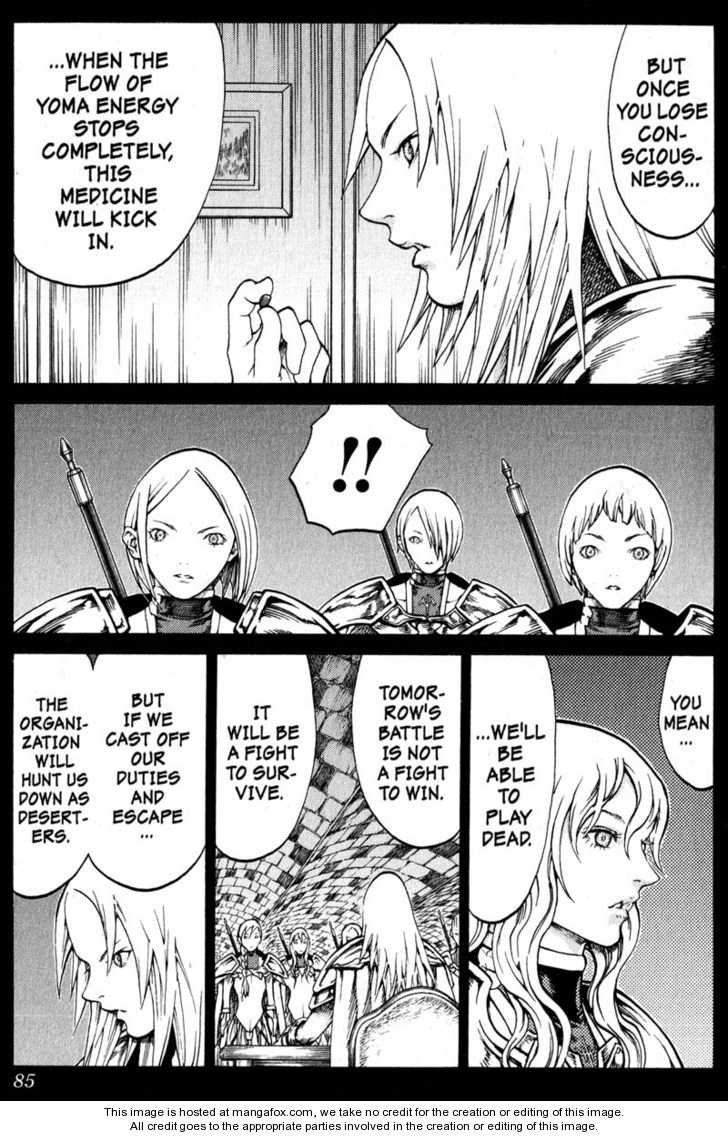 BUT
ONCE
YOU LOSE
CON-
SCIOUS-
NESS...
...WHEN THE
FLOW OF
YOMA ENERGY
STOPS
COMPLETELY,
THIS
MEDICINE
WILL KICK
IN.
!!
YOU
MEAN
...
...WE'LL
BE
ABLE
TO
PLAY
DEAD.
TOMOR-
ROW'S
BATTLE
IS NOT
A FIGHT
TO WIN.
IT
WILL BE
A FIGHT
TO SUR-
VIVE.
BUT
IF WE
CAST OFF
OUR
DUTIES
AND
ESCAPE
...
THE
ORGANI-
ZATION
WILL
HUNT US
DOWN AS
DESERT-
ERS.
85
This image is hosted at mangafox.com, we take no credit for the creation or editing of this image.
All credit goes to the appropriate parties involved in the creation or editing of this image.